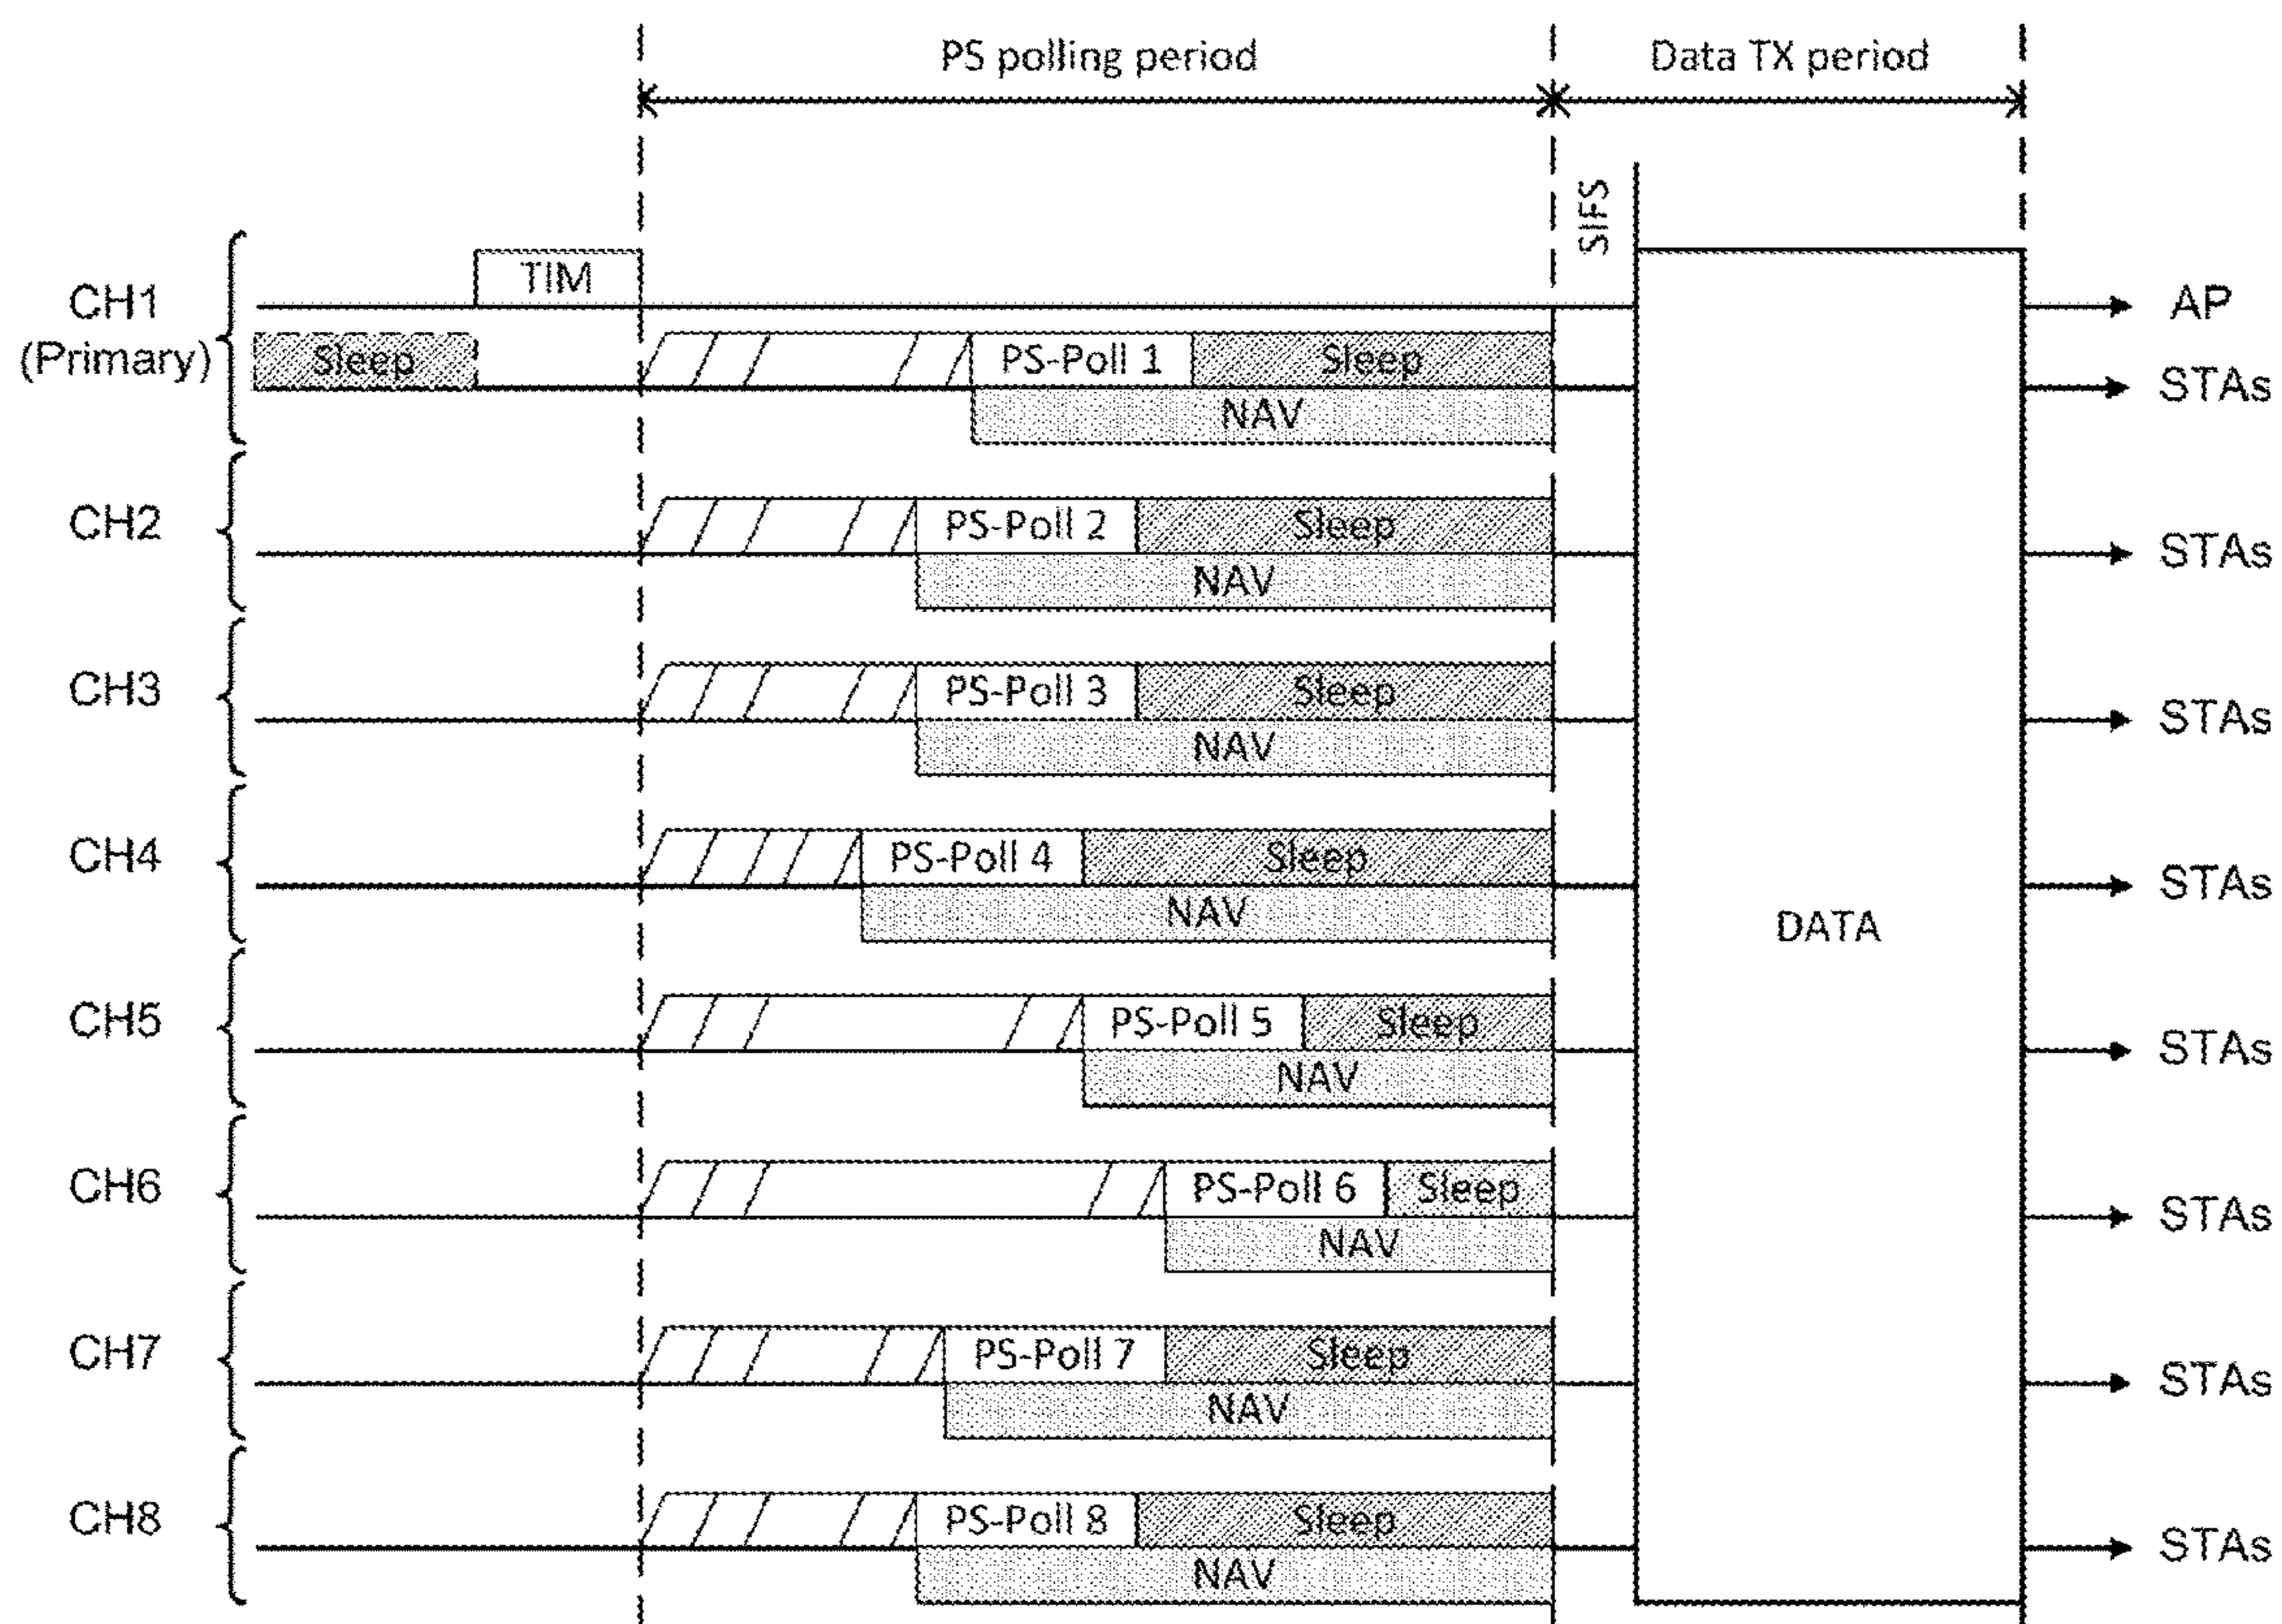 PS polling period
Data TX period
SIFS
CH1
(Primary)
TIM
AP
Sleep
PS-Poll 1
Sleep
STAs
NAV
CH2
PS-Poll 2
Sleep
STAs
NAV
CH3
PS-Poll 3
Sleep
STAs
NAV
CH4
PS-Poll 4
Sleep
STAs
NAV
DATA
CH5
PS-Poll 5
Sleep
STAs
NAV
CH6
PS-Poll 6
Sleep
STAs
NAV
CH7
PS-Poll 7
Sleep
STAs
NAV
CH8
PS-Poll 8
Sleep
STAs
NAV